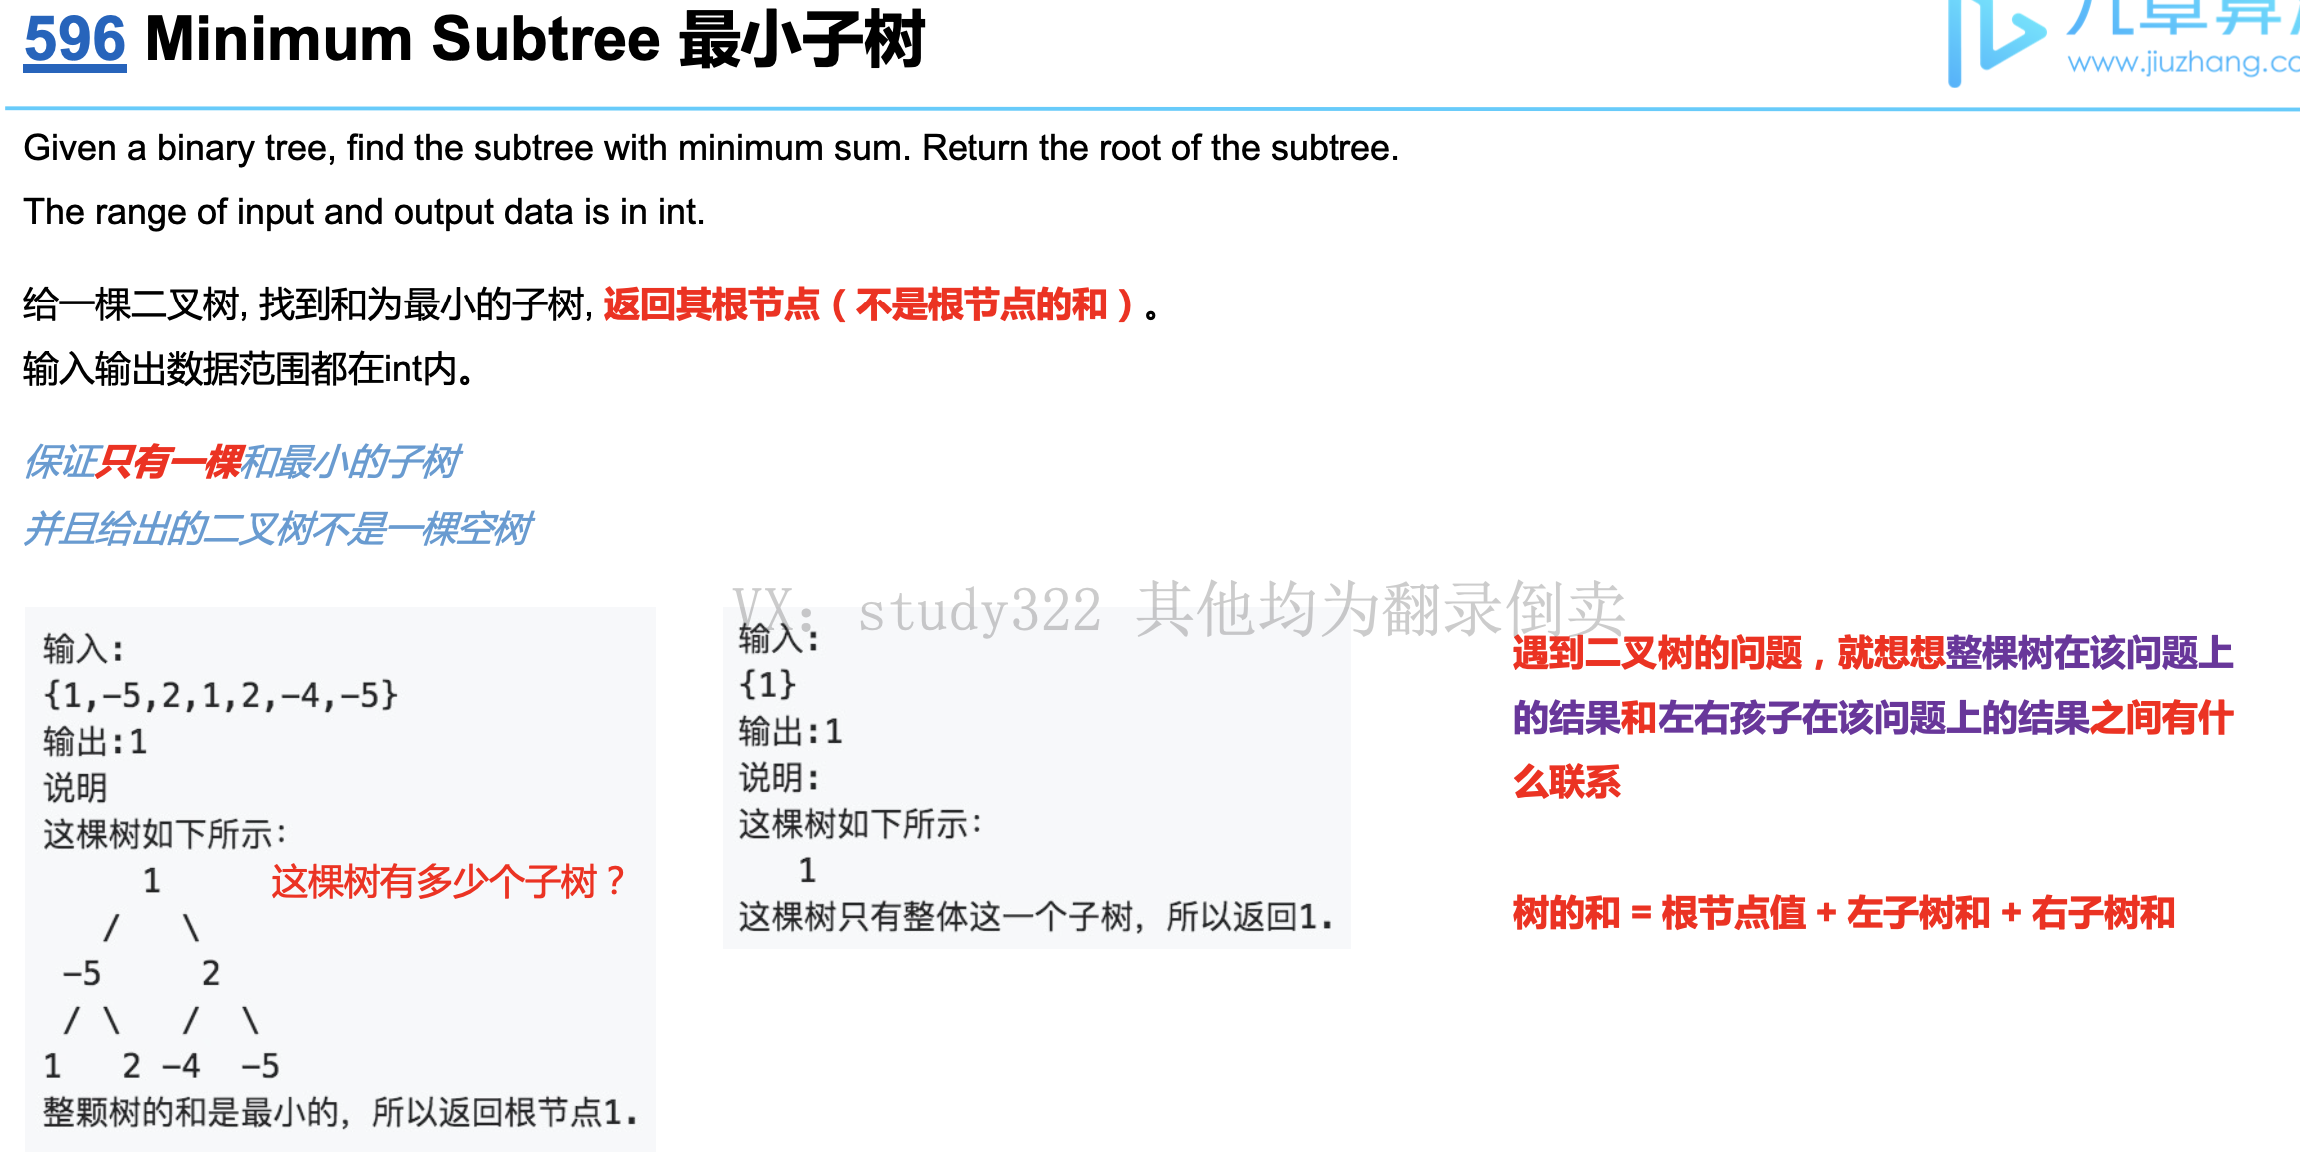 596 Minimum Subtree 最小子树
www.jiuzhang.co
Given a binary tree, find the subtree with minimum sum. Return the root of the subtree.
The range of input and output data is in int.
给一棵二叉树, 找到和为最小的子树, 返回其根节点（不是根节点的和）。
输入输出数据范围都在int内。
保证只有一棵和最小的子树
并且给出的二叉树不是一棵空树
VX: study322 其他均为翻录倒卖
输入:
{1,-5,2,1,2,-4,-5}
输出:1
说明
这棵树如下所示:
1 这棵树有多少个子树？
/ \
-5 2
/ \ / \
1 2 -4 -5
整颗树的和是最小的, 所以返回根节点1.
输入:
{1}
输出:1
说明:
这棵树如下所示:
1
这棵树只有整体这一个子树, 所以返回1.
遇到二叉树的问题，就想想整棵树在该问题上
的结果和左右孩子在该问题上的结果之间有什
么联系
树的和 = 根节点值 + 左子树和 + 右子树和